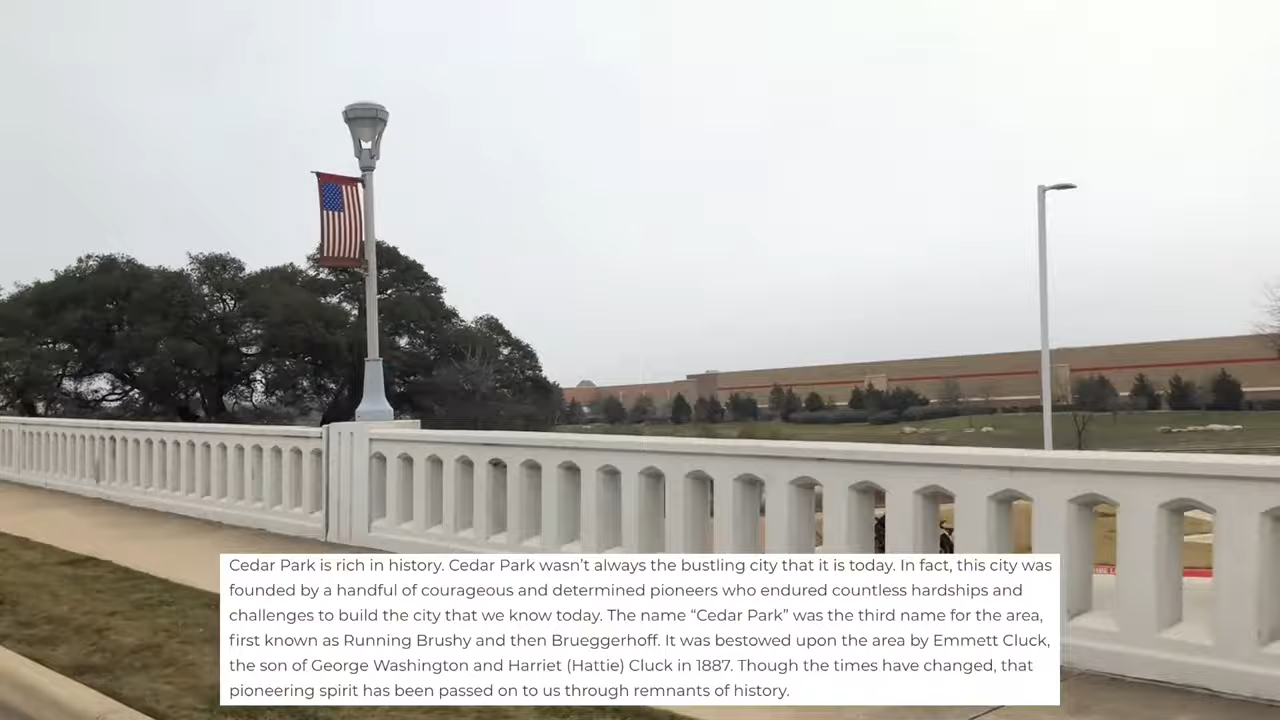 Cedar Park is rich in history. Cedar Park wasn’t always the bustling city that it is today. In fact, this city was
founded by a handful of courageous and determined pioneers who endured countless hardships and
challenges to build the city that we know today. The name “Cedar Park” was the third name for the area,
first known as Running Brushy and then Brueggerhoff. It was bestowed upon the area by Emmett Cluck,
the son of George Washington and Harriet (Hattie) Cluck in 1887. Though the times have changed, that
pioneering spirit has been passed on to us through remnants of history.